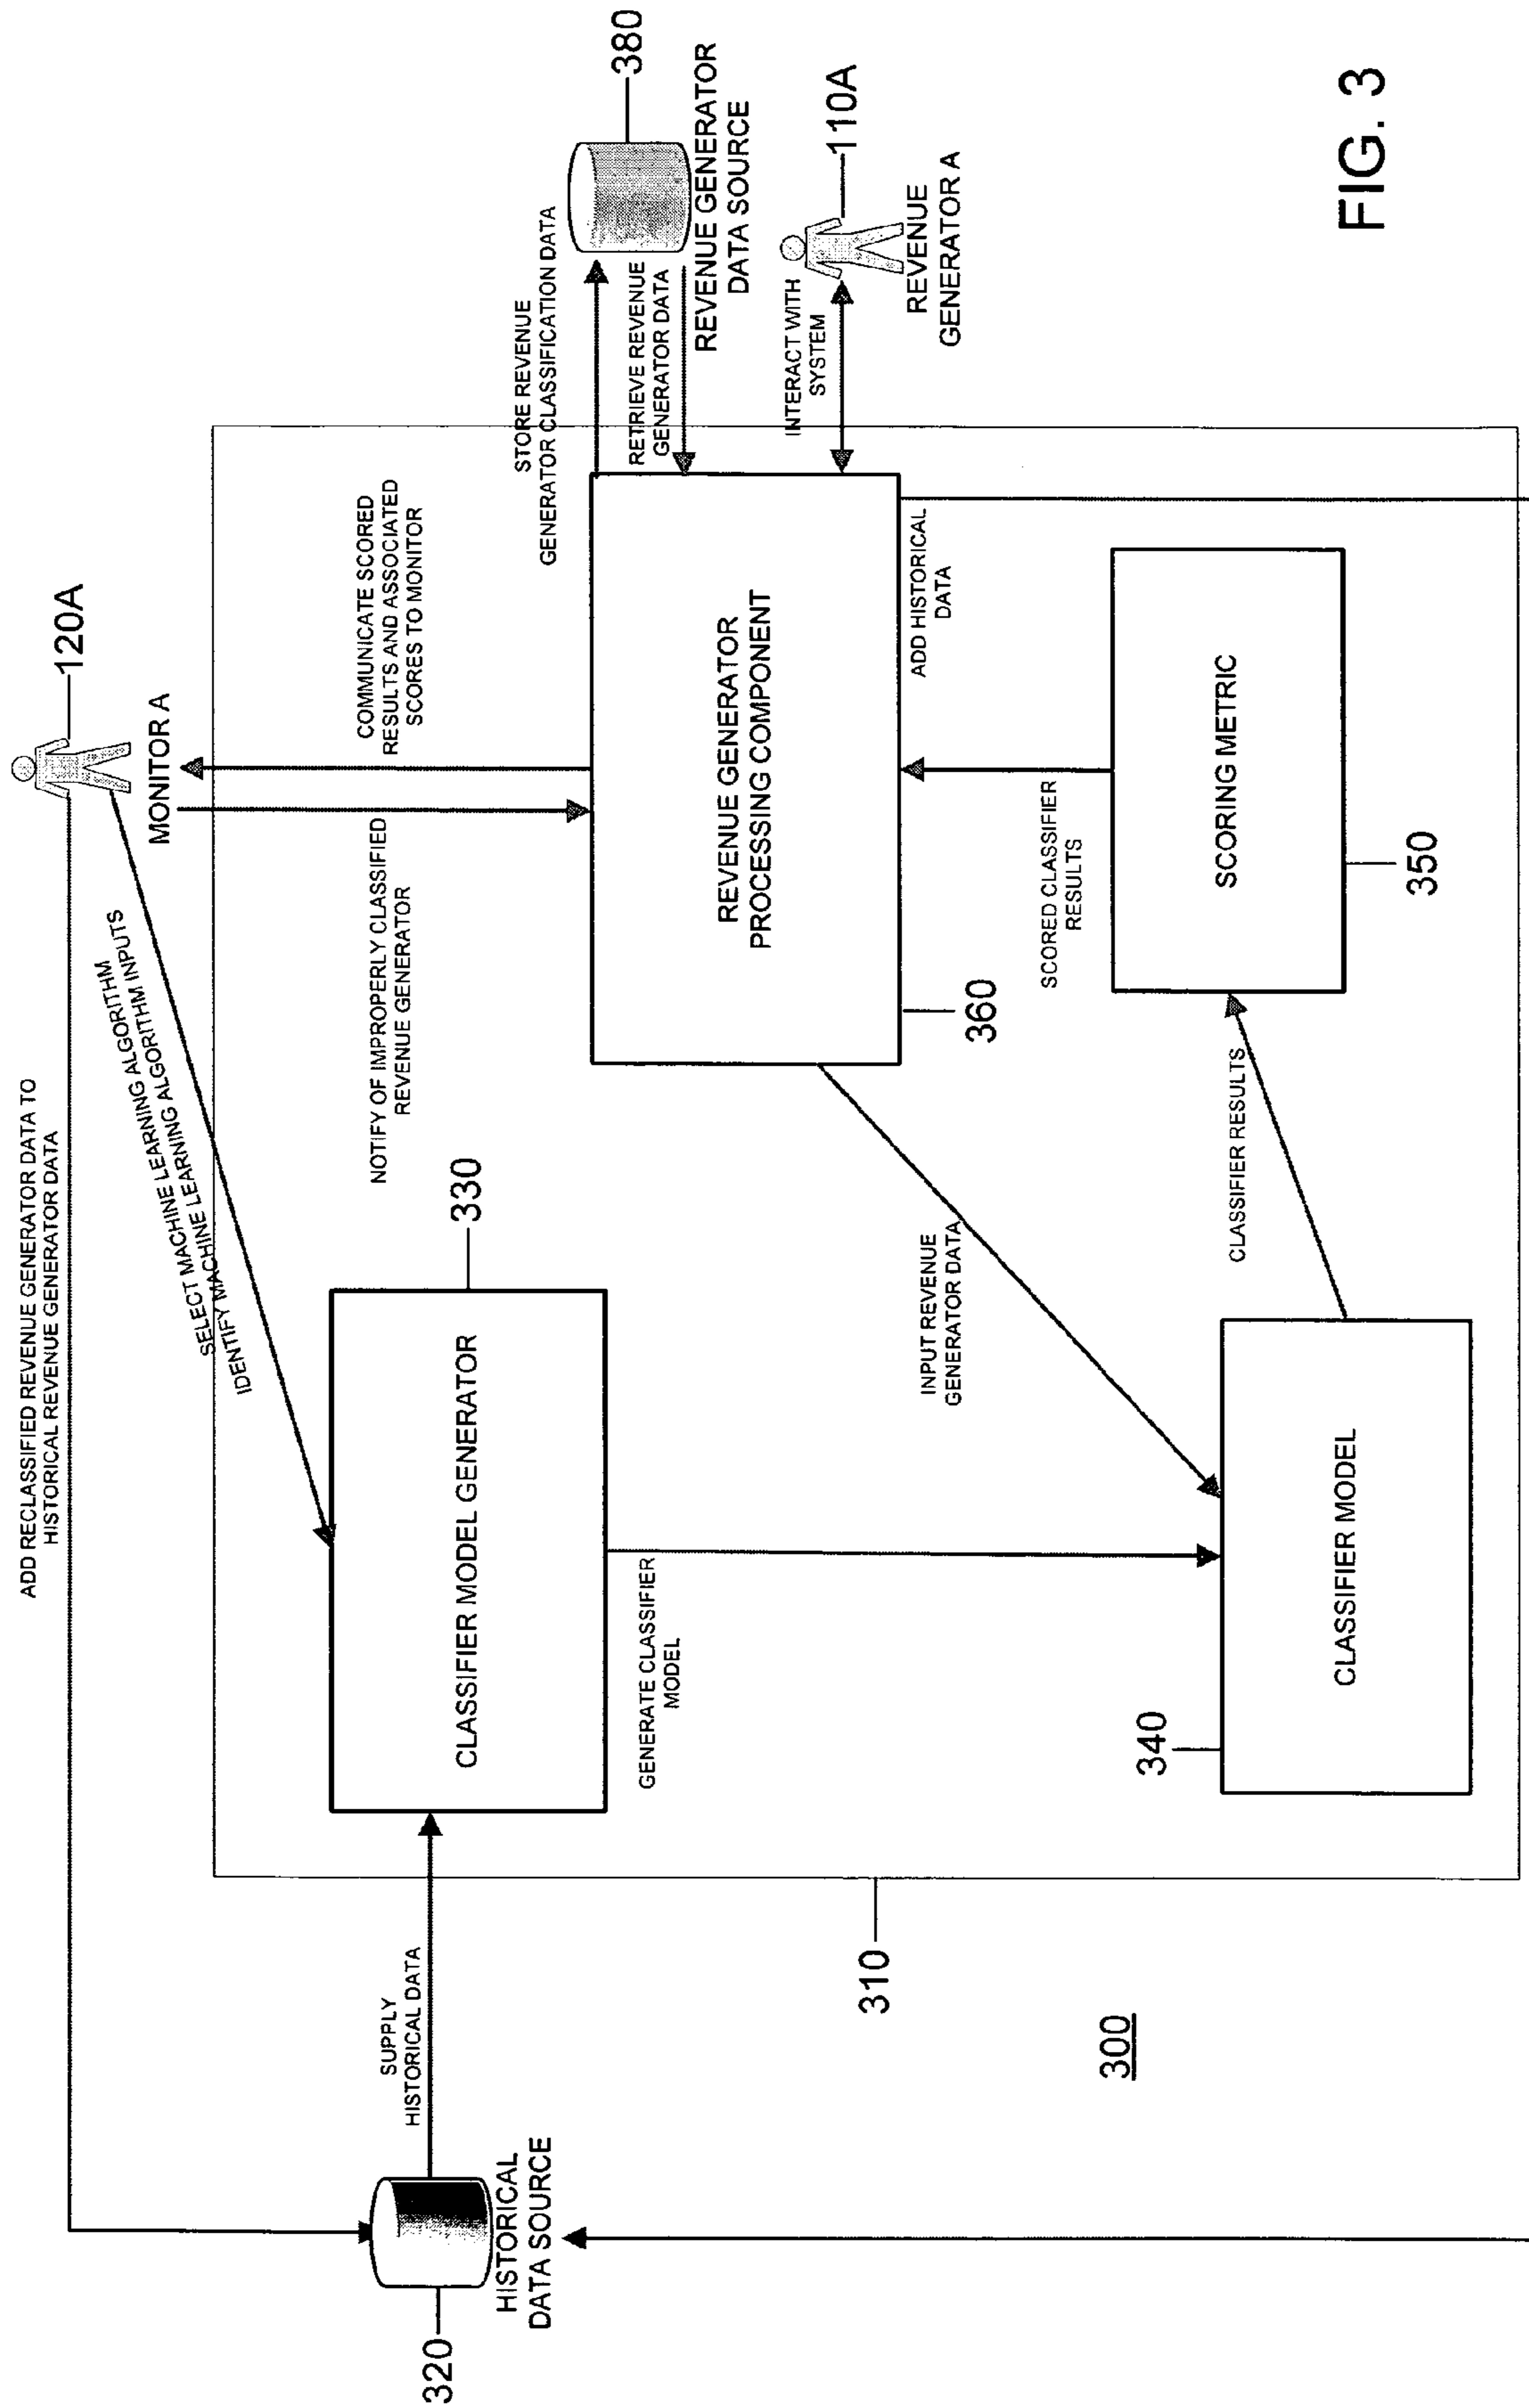 ADD RECLASSIFIED REVENUE GENERATOR DATA TO
HISTORICAL REVENUE GENERATOR DATA
120A
MONITOR A
SELECT MACHINE LEARNING ALGORITHM
IDENTIFY MACHINE LEARNING ALGORITHM INPUTS
NOTIFY OF IMPROPERLY CLASSIFIED
REVENUE GENERATOR
COMMUNICATE SCORED
RESULTS AND ASSOCIATED
SCORES TO MONITOR
320
HISTORICAL
DATA SOURCE
SUPPLY
HISTORICAL DATA
330
CLASSIFIER MODEL GENERATOR
GENERATE CLASSIFIER
MODEL
STORE REVENUE
GENERATOR CLASSIFICATION DATA
380
RETRIEVE REVENUE
GENERATOR DATA
REVENUE GENERATOR
DATA SOURCE
REVENUE GENERATOR
PROCESSING COMPONENT
360
INTERACT WITH
SYSTEM
110A
REVENUE
GENERATOR A
ADD HISTORICAL
DATA
INPUT REVENUE
GENERATOR DATA
SCORED CLASSIFIER
RESULTS
310
340
CLASSIFIER MODEL
CLASSIFIER RESULTS
SCORING METRIC
350
300
FIG. 3